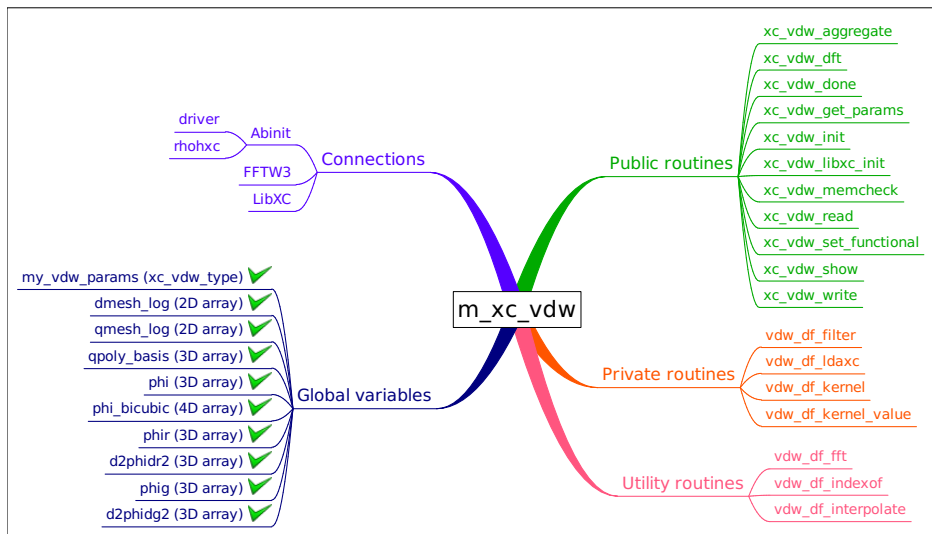 m_xc_vdw
Connections
Abinit
driver
rhohxc
FFTW3
LibXC
Global variables
my_vdw_params (xc_vdw_type)
dmesh_log (2D array)
qmesh_log (2D array)
qpoly_basis (3D array)
phi (3D array)
phi_bicubic (4D array)
phir (3D array)
d2phidr2 (3D array)
phig (3D array)
d2phidg2 (3D array)
Public routines
xc_vdw_aggregate
xc_vdw_dft
xc_vdw_done
xc_vdw_get_params
xc_vdw_init
xc_vdw_libxc_init
xc_vdw_memcheck
xc_vdw_read
xc_vdw_set_functional
xc_vdw_show
xc_vdw_write
Private routines
vdw_df_filter
vdw_df_ldaxc
vdw_df_kernel
vdw_df_kernel_value
Utility routines
vdw_df_fft
vdw_df_indexof
vdw_df_interpolate